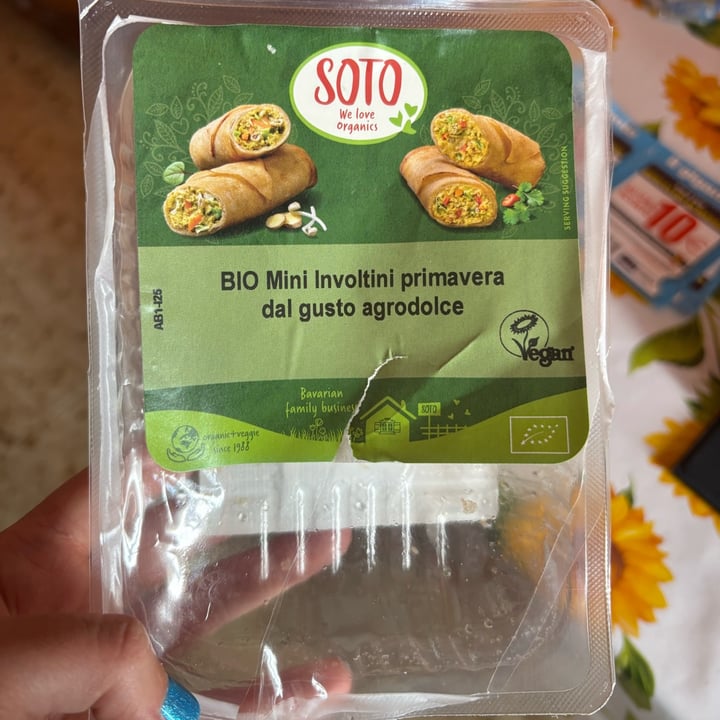 SOTO
We love
organics
SERVING SUGGESTION
BIO Mini Involtini primavera
dal gusto agrodolce
AB1-I25
Vegan
Bavarian
family business
SOTO
organic+veggie
since 1988
10